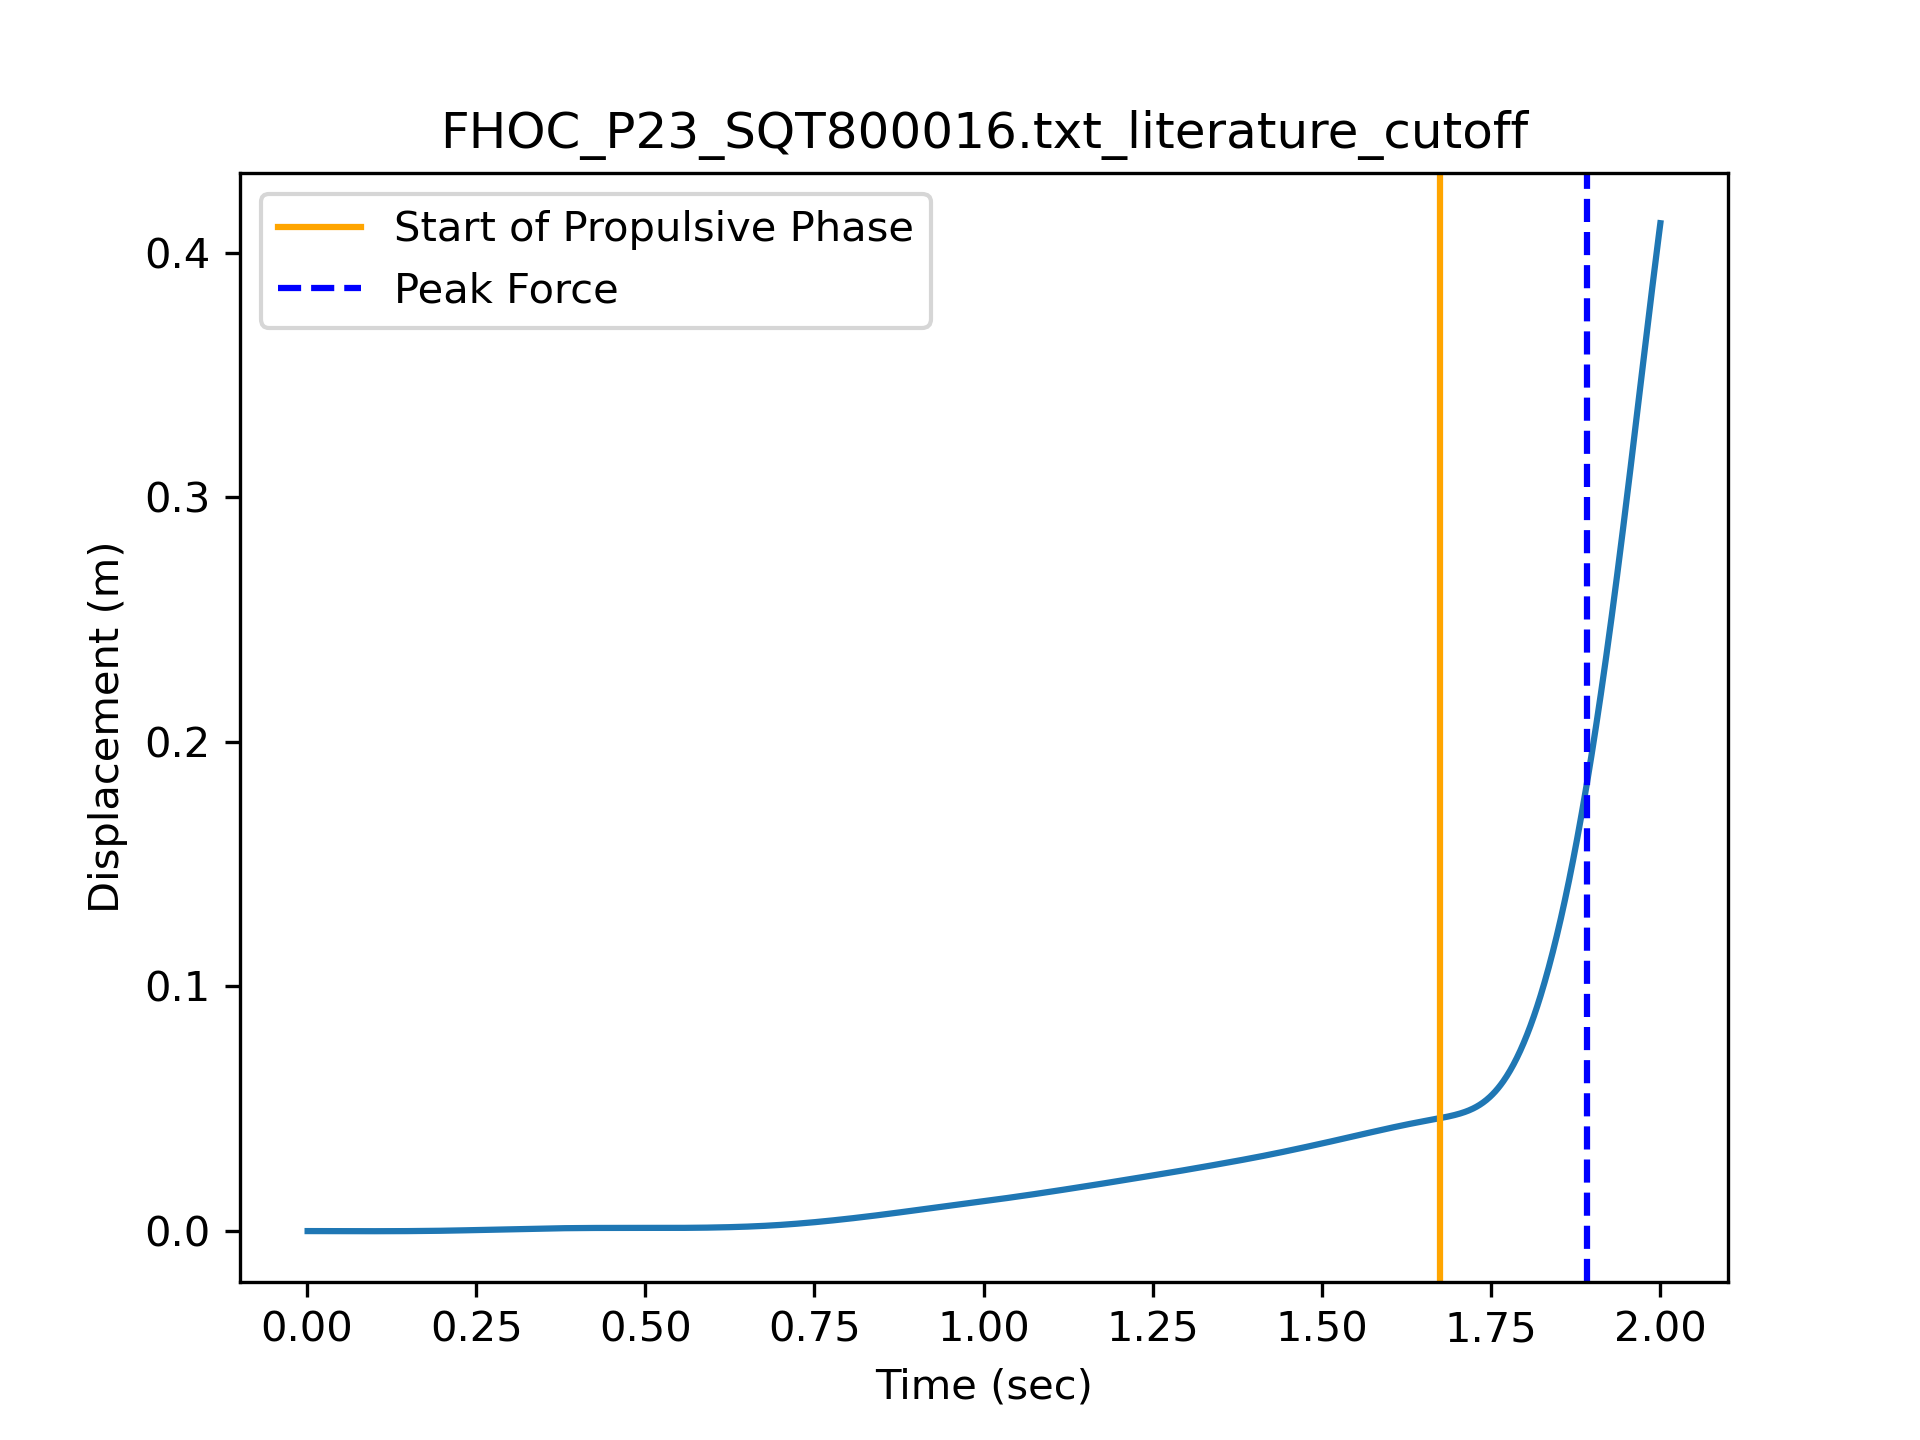 FHOC_P23_SQT800016.txt_literature_cutoff
Start of Propulsive Phase
Peak Force
0.4
0.3
0.2
0.1
0.0
Displacement (m)
0.00 0.25 0.50 0.75 1.00 1.25 1.50 1.75 2.00
Time (sec)